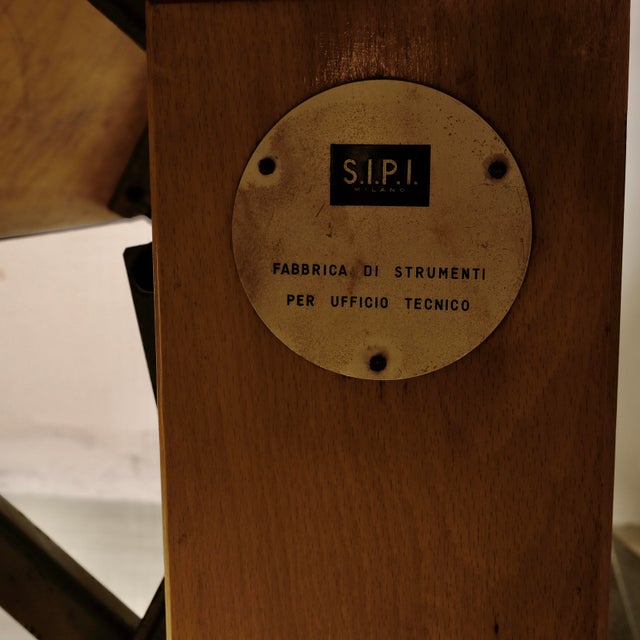 S.I.P.I.
MILANO
FABBRICA DI STRUMENTI
PER UFFICIO TECNICO